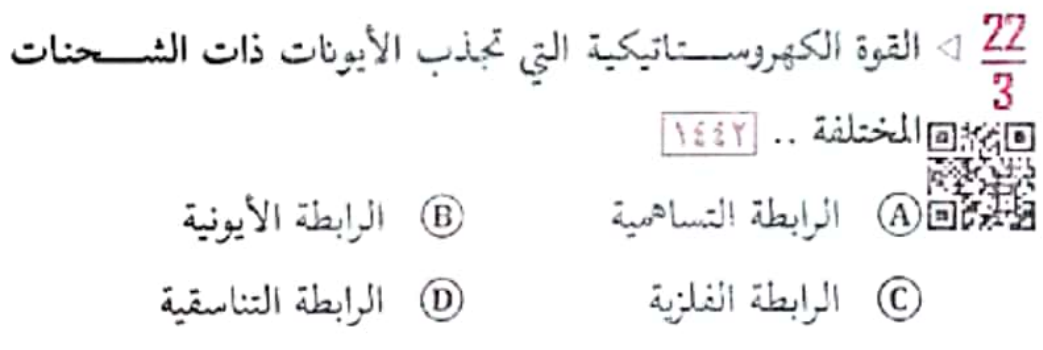 22
3
◁ القوة الكهروستاتيكية التي تجذب الأيونات ذات الشحنات
المختلفة .. ١٤٤٢
A الرابطة التساهمية
B الرابطة الأيونية
C الرابطة الفلزية
D الرابطة التناسقية